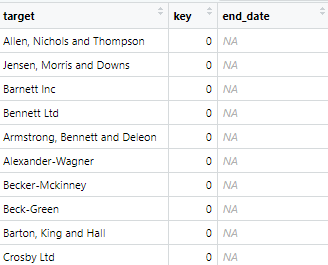 target key end_date
Allen, Nichols and Thompson 0 NA
Jensen, Morris and Downs 0 NA
Barnett Inc 0 NA
Bennett Ltd 0 NA
Armstrong, Bennett and Deleon 0 NA
Alexander-Wagner 0 NA
Becker-Mckinney 0 NA
Beck-Green 0 NA
Barton, King and Hall 0 NA
Crosby Ltd 0 NA